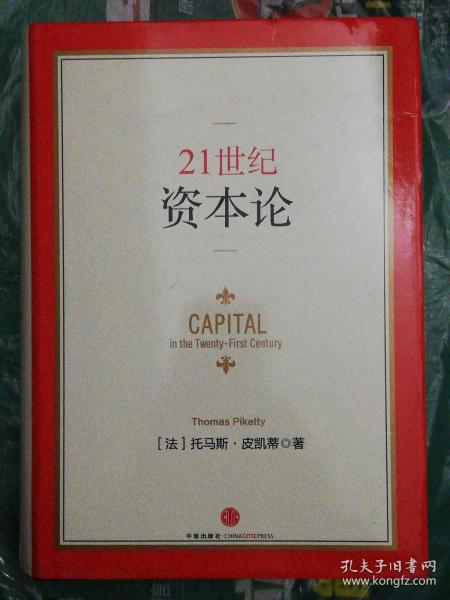 21世纪
资本论
CAPITAL
in the Twenty-First Century
Thomas Piketty
[法]托马斯·皮凯蒂◎著
中信出版社·CHINACITICPRESS
孔夫子旧书网
www.kongfz.com